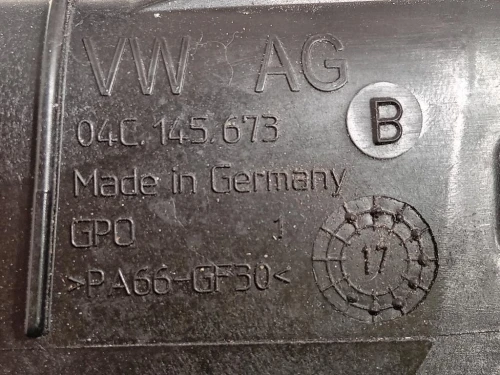 VW AG
04C.145.673 B
Made in Germany
GPO 1
>PA66-GF30<
17